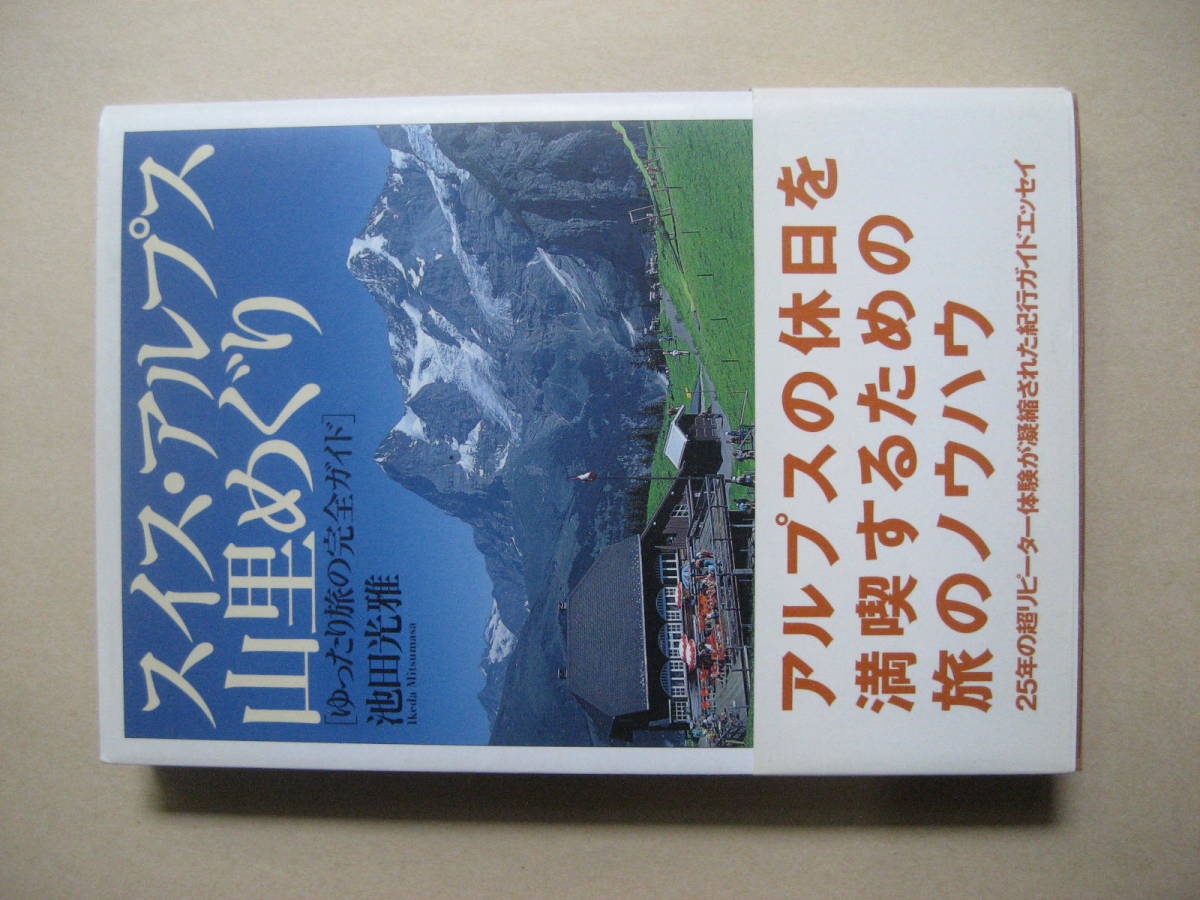 スイス・アルプス
山里めぐり
[ゆったり旅の完全ガイド]
池田光雅
Ikeda Mitsumasa
アルプスの休日を
満喫するための
旅のノウハウ
25年の超リピーター体験が凝縮された紀行ガイドエッセイ